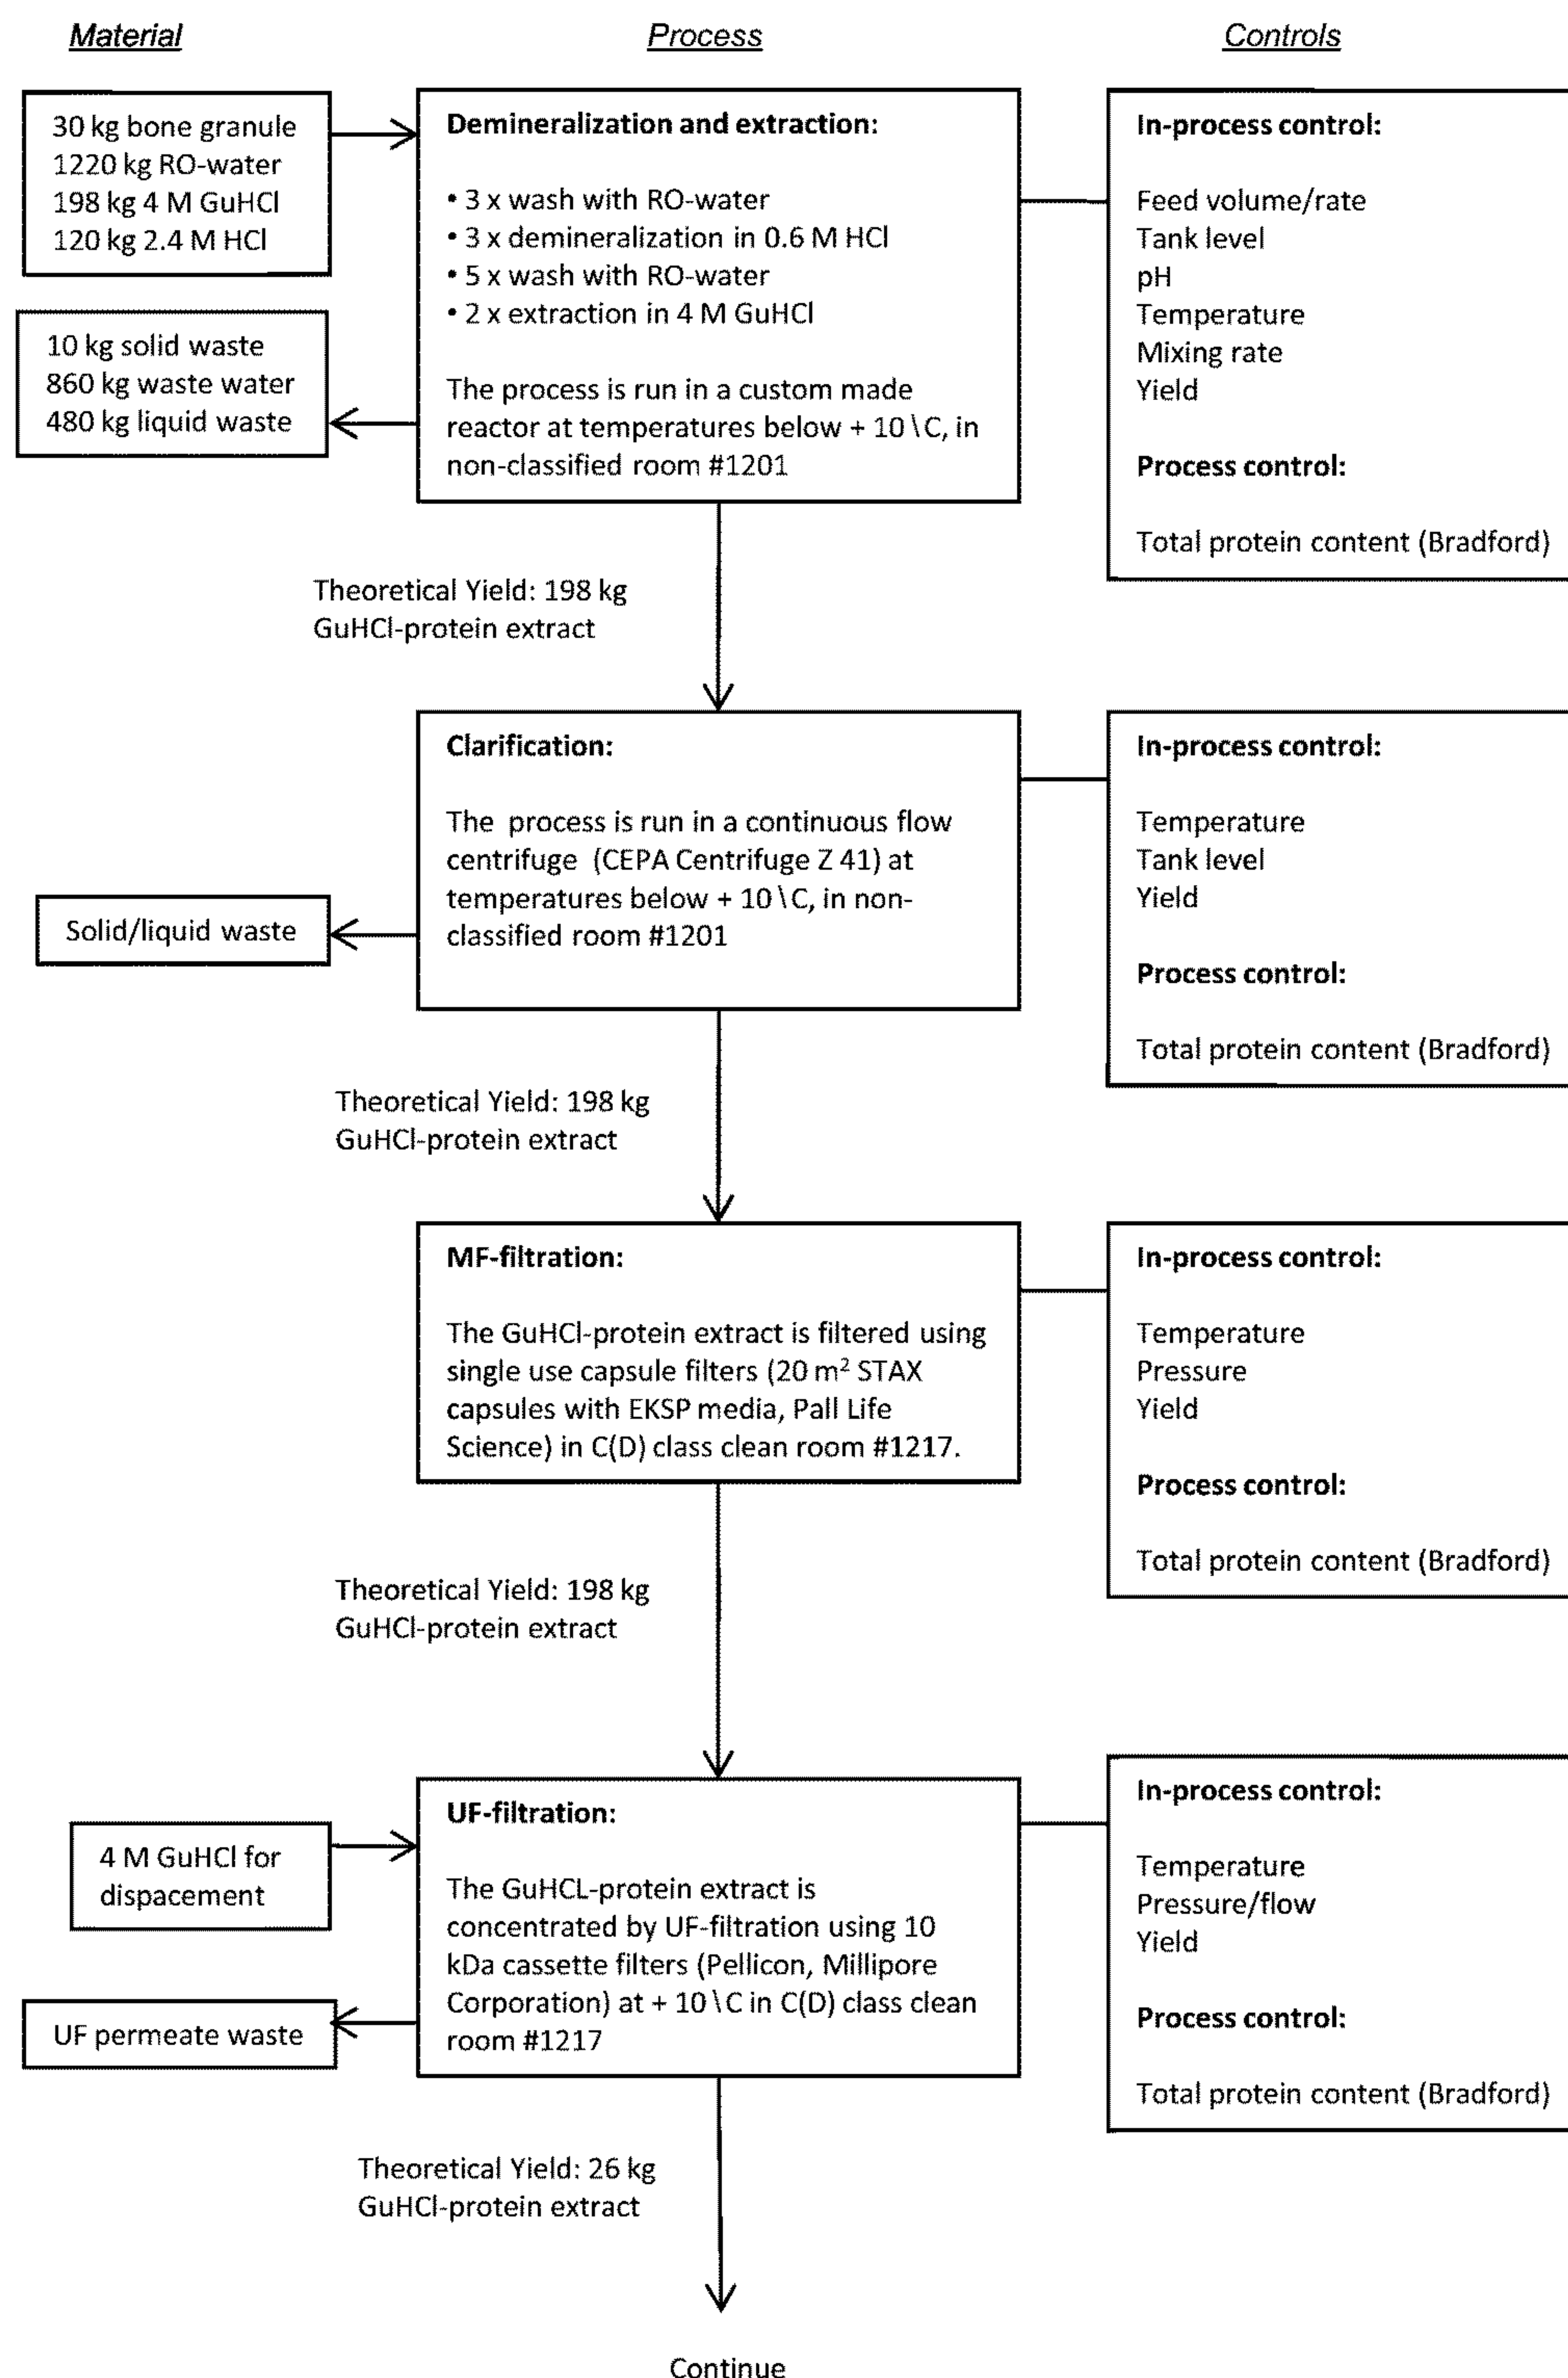 Material
Process
Controls
30 kg bone granule
1220 kg RO-water
198 kg 4 M GuHCl
120 kg 2.4 M HCl
10 kg solid waste
860 kg waste water
480 kg liquid waste
Demineralization and extraction:
• 3 x wash with RO-water
• 3 x demineralization in 0.6 M HCl
• 5 x wash with RO-water
• 2 x extraction in 4 M GuHCl
The process is run in a custom made
reactor at temperatures below + 10 \C, in
non-classified room #1201
In-process control:
Feed volume/rate
Tank level
pH
Temperature
Mixing rate
Yield
Process control:
Total protein content (Bradford)
Theoretical Yield: 198 kg
GuHCl-protein extract
Solid/liquid waste
Clarification:
The process is run in a continuous flow
centrifuge (CEPA Centrifuge Z 41) at
temperatures below + 10 \C, in non-
classified room #1201
In-process control:
Temperature
Tank level
Yield
Process control:
Total protein content (Bradford)
Theoretical Yield: 198 kg
GuHCl-protein extract
MF-filtration:
The GuHCl-protein extract is filtered using
single use capsule filters (20 m² STAX
capsules with EKSP media, Pall Life
Science) in C(D) class clean room #1217.
In-process control:
Temperature
Pressure
Yield
Process control:
Total protein content (Bradford)
Theoretical Yield: 198 kg
GuHCl-protein extract
4 M GuHCl for
dispacement
UF permeate waste
UF-filtration:
The GuHCL-protein extract is
concentrated by UF-filtration using 10
kDa cassette filters (Pellicon, Millipore
Corporation) at + 10 \C in C(D) class clean
room #1217
In-process control:
Temperature
Pressure/flow
Yield
Process control:
Total protein content (Bradford)
Theoretical Yield: 26 kg
GuHCl-protein extract
Continue